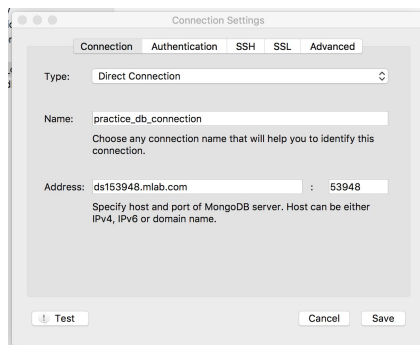 Connection Settings
Connection Authentication SSH SSL Advanced
Type: Direct Connection
Name: practice_db_connection
Choose any connection name that will help you to identify this
connection.
Address: ds153948.mlab.com : 53948
Specify host and port of MongoDB server. Host can be either
IPv4, IPv6 or domain name.
! Test Cancel Save